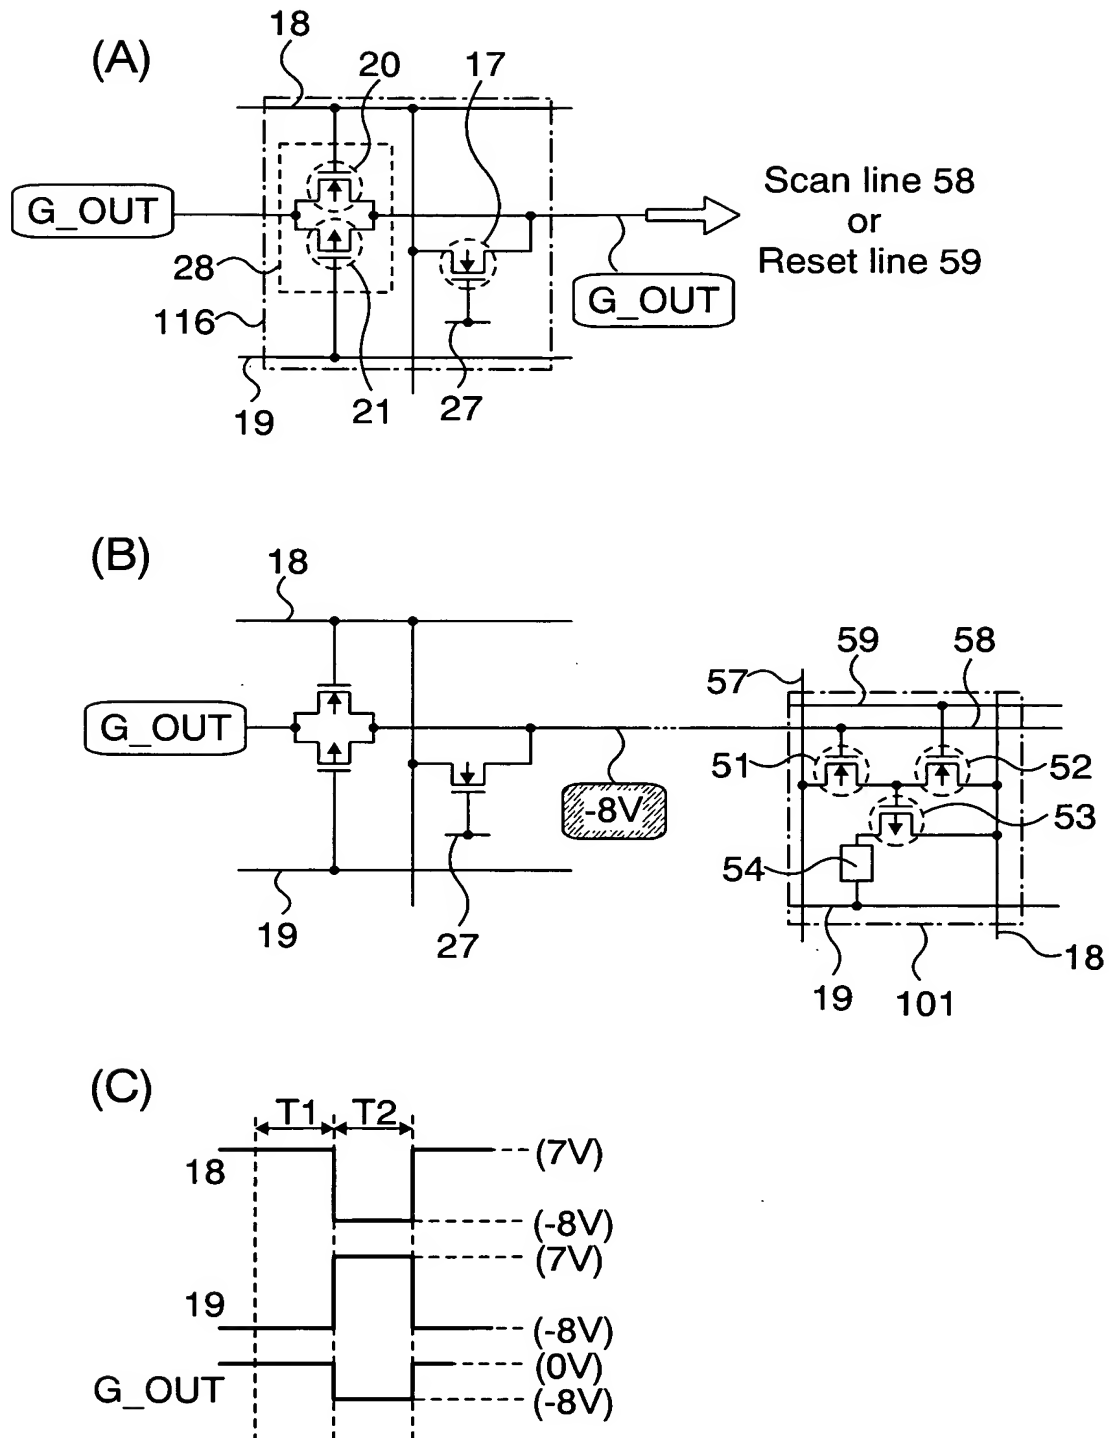 (A)
18
20
17
G_OUT
Scan line 58
or
Reset line 59
28
G_OUT
116
19
21
27
(B)
18
59
58
57
G_OUT
51
52
-8V
53
54
19
27
18
19
101
(C)
T1
T2
18
(7V)
(-8V)
(7V)
19
(-8V)
(0V)
G_OUT
(-8V)